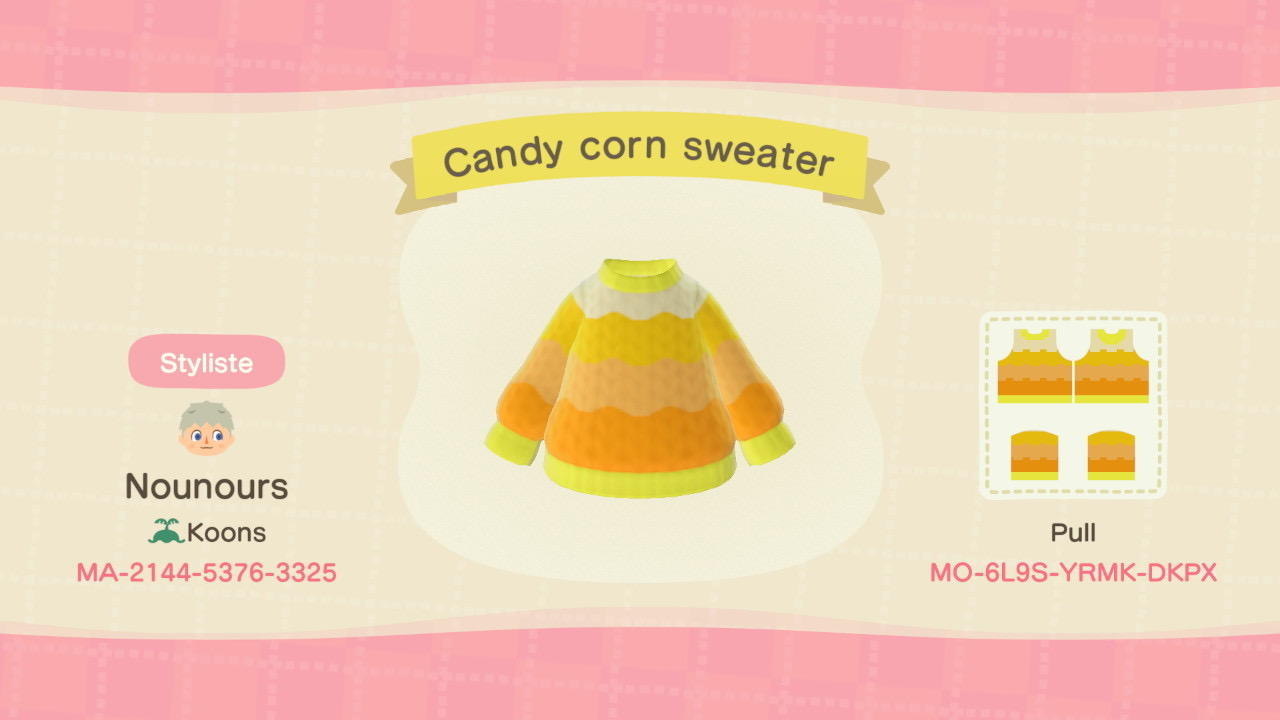 Candy corn sweater
Styliste
Nounours
Koons
MA-2144-5376-3325
Pull
MO-6L9S-YRMK-DKPX